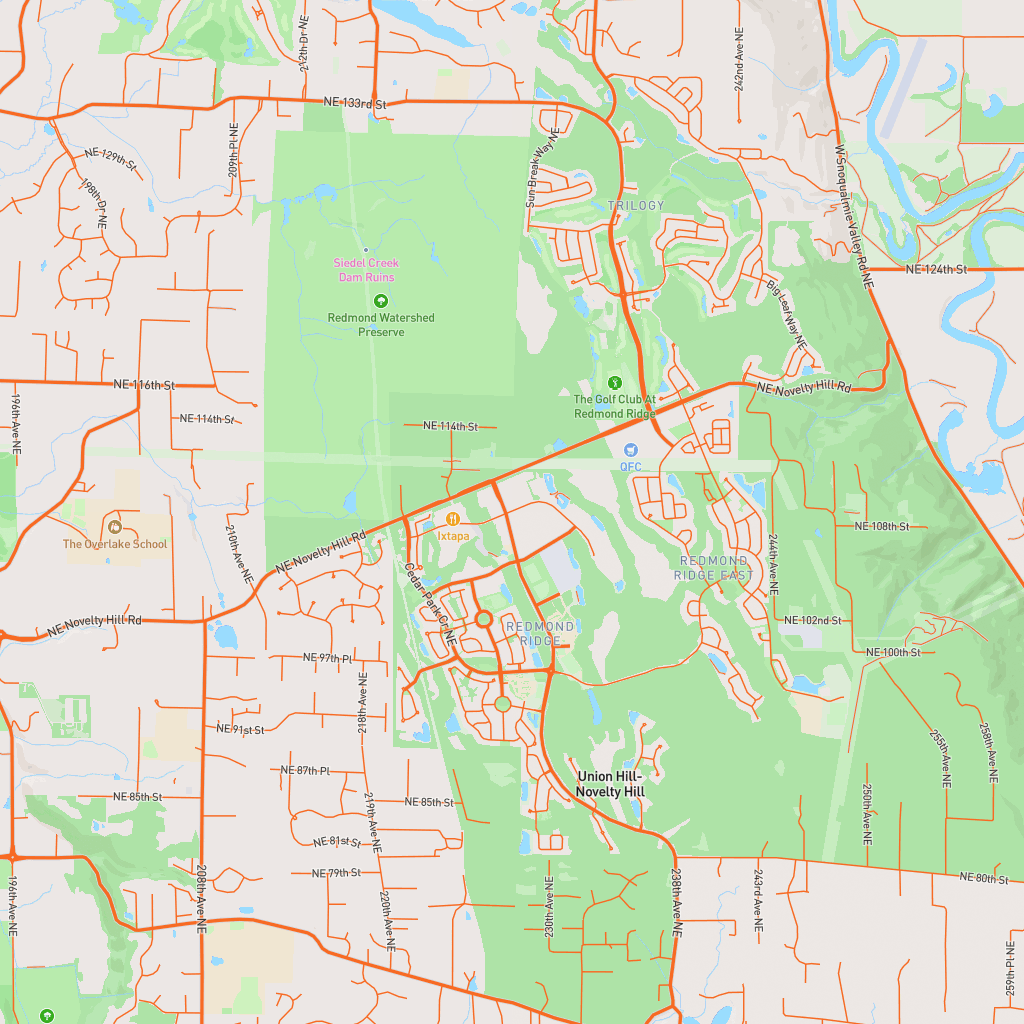 212th Dr NE
242nd Ave NE
NE 133rd St
209th Pl NE
NE 129th St
198th Dr NE
Sun Break Way NE
W Snoqualmie Valley Rd NE
TRILOGY
Siedel Creek
Dam Ruins
NE 124th St
Redmond Watershed
Preserve
Big Leaf Way NE
NE 116th St
NE Novelty Hill Rd
The Golf Club At
Redmond Ridge
196th Ave NE
NE 114th St
NE 114th St
QFC
Ixtapa
NE 108th St
The Overlake School
210th Ave NE
NE Novelty Hill Rd
REDMOND
RIDGE EAST
244th Ave NE
Cedar Park Cr NE
NE Novelty Hill Rd
REDMOND
RIDGE
NE 102nd St
NE 100th St
NE 97th Pl
218th Ave NE
NE 91st St
255th Ave NE
258th Ave NE
NE 87th Pl
Union Hill-
Novelty Hill
NE 85th St
NE 85th St
219th Ave NE
250th Ave NE
NE 81st St
NE 79th St
NE 80th St
196th Ave NE
208th Ave NE
220th Ave NE
230th Ave NE
238th Ave NE
243rd Ave NE
259th Pl NE